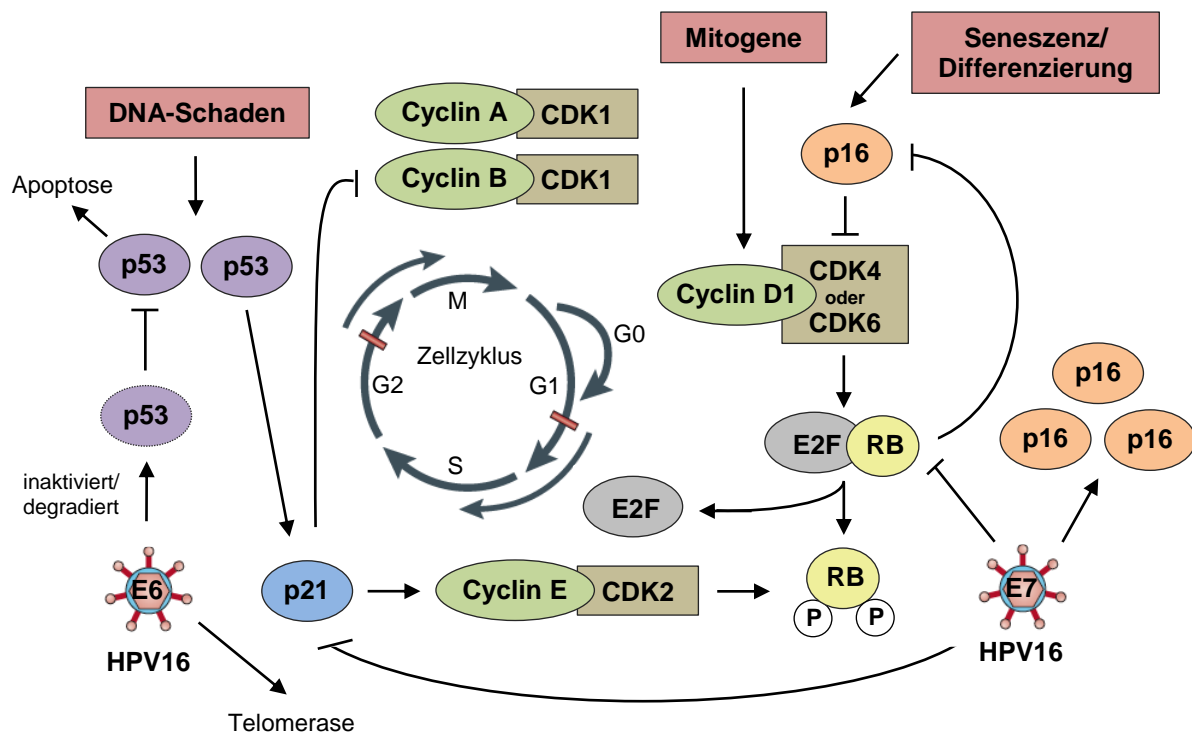 Mitogene
Seneszenz/
Differenzierung
DNA-Schaden
Cyclin A
CDK1
Cyclin B
CDK1
p16
Apoptose
p53
p53
Cyclin D1
CDK4
oder
CDK6
M
G0
Zellzyklus
G2
G1
S
p53
inaktiviert/
degradiert
E2F
RB
p16
p16
p16
E2F
E6
HPV16
p21
Cyclin E
CDK2
RB
P
P
E7
HPV16
Telomerase